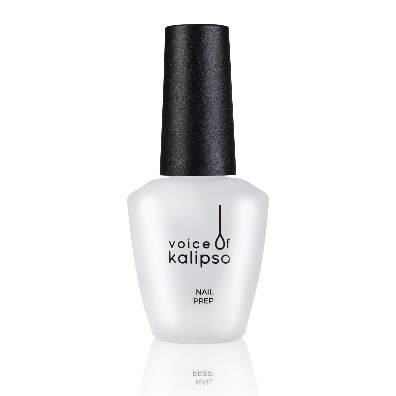 voice of
kalipso
NAIL
PREP